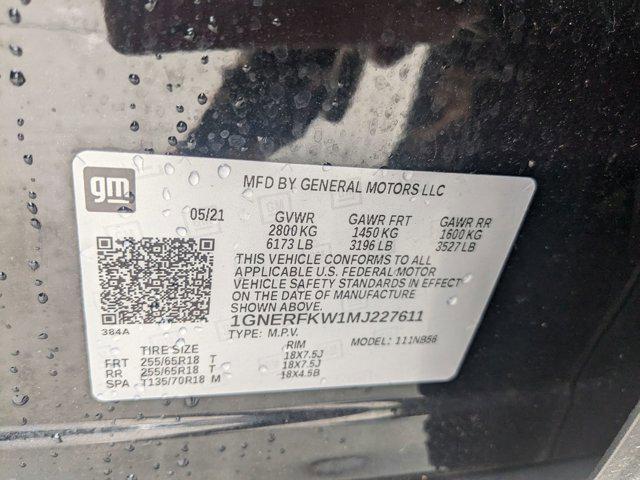 gm
MFD BY GENERAL MOTORS LLC
05/21 GVWR GAWR FRT GAWR RR
2800 KG 1450 KG 1600 KG
6173 LB 3196 LB 3527 LB
THIS VEHICLE CONFORMS TO ALL
APPLICABLE U.S. FEDERAL MOTOR
VEHICLE SAFETY STANDARDS IN EFFECT
ON THE DATE OF MANUFACTURE
SHOWN ABOVE.
384A
1GNERFKW1MJ227611
TYPE: M.P.V. MODEL: 111NB56
TIRE SIZE RIM
FRT 255/65R18 T 18X7.5J
RR 255/65R18 T 18X7.5J
SPA T135/70R18 M 18X4.5B